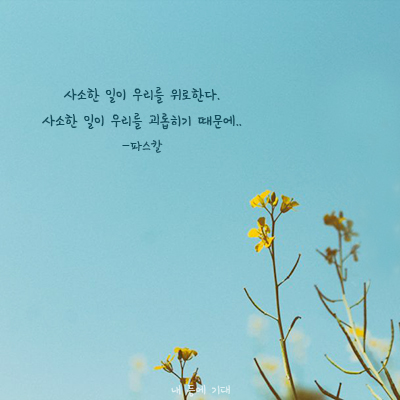 사소한 일이 우리를 위로한다.
사소한 일이 우리를 괴롭히기 때문에..
-파스칼
내 기대